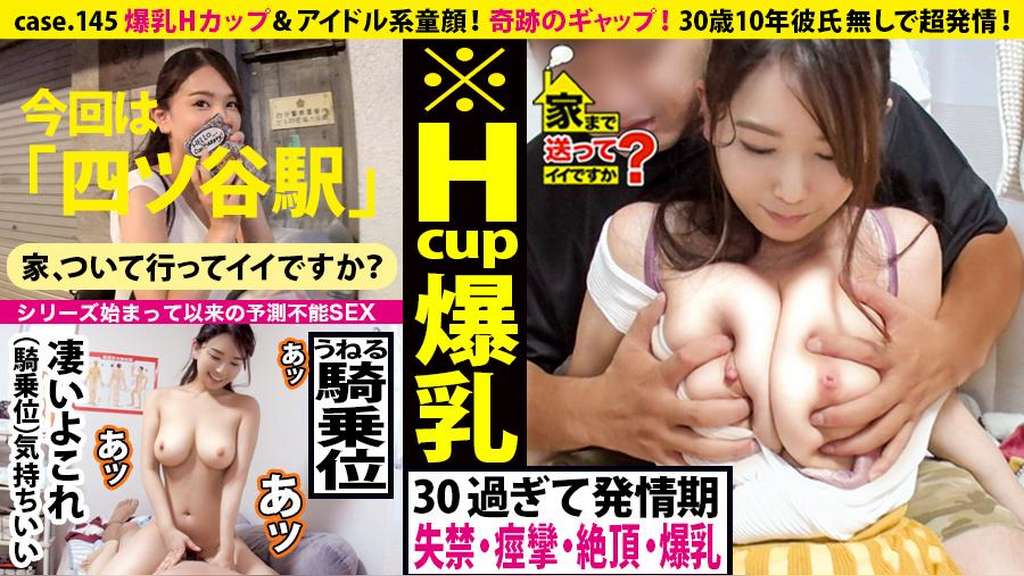 case.145 爆乳Hカップ&アイドル系童顔！奇跡のギャップ！30歳10年彼氏無しで超発情！
今回は
「四ツ谷駅」
家、ついて行ってイイですか？
シリーズ始まって以来の予測不能SEX
凄いよこれ
(騎乗位)気持ちいい
あッ
あッ
あッ
うねる
騎乗位
※Hcup爆乳
家まで
送って
イイですか？
30過ぎて発情期
失禁・痙攣・絶頂・爆乳